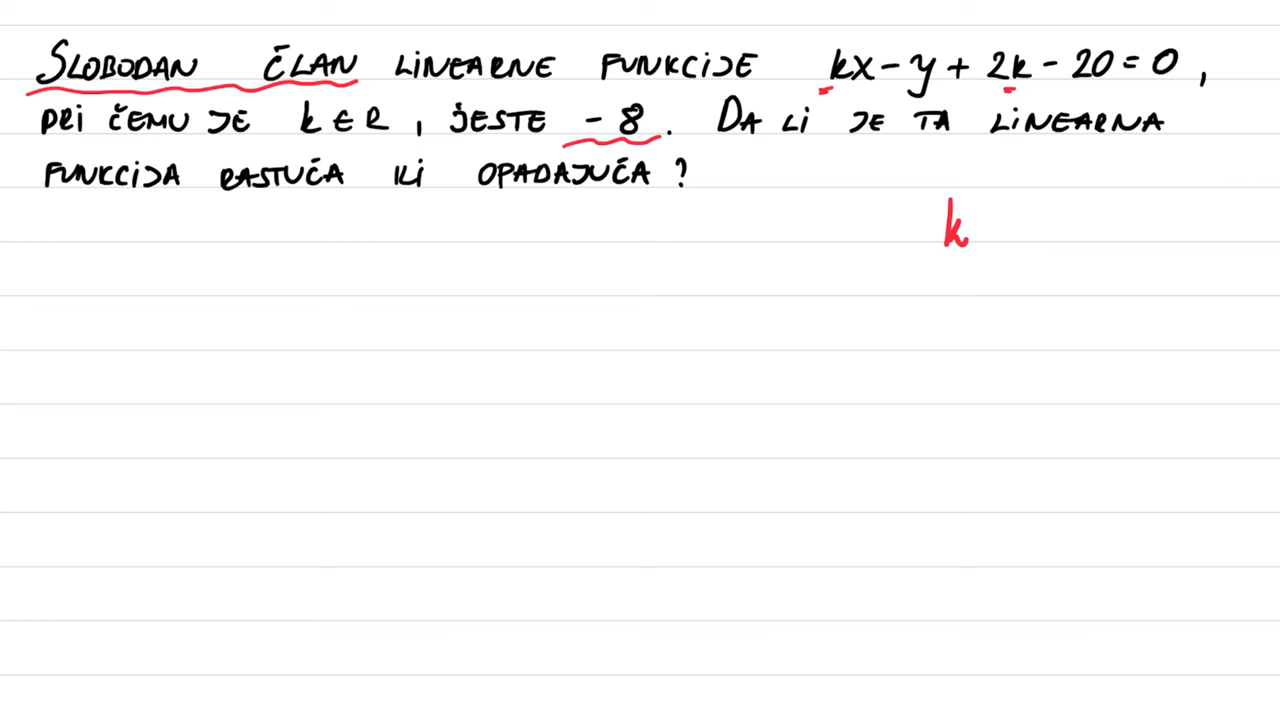 SLOBODAN ČLAN LINEARNE FUNKCIJE kx - y + 2k - 20 = 0,
PRI ČEMU JE k ∈ R, JESTE - 8. DA LI JE TA LINEARNA
FUNKCIJA RASTUĆA ILI OPADAJUĆA?
k